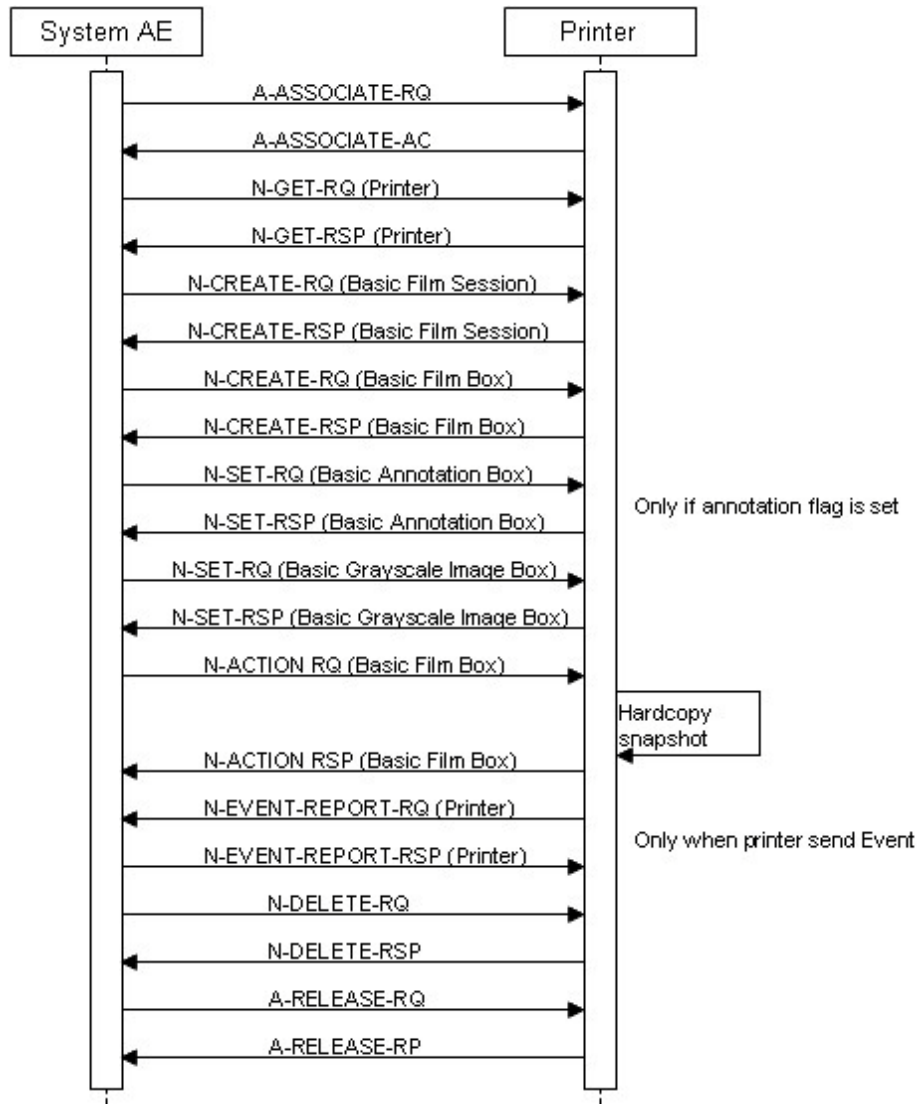 System AE
Printer
A-ASSOCIATE-RQ
A-ASSOCIATE-AC
N-GET-RQ (Printer)
N-GET-RSP (Printer)
N-CREATE-RQ (Basic Film Session)
N-CREATE-RSP (Basic Film Session)
N-CREATE-RQ (Basic Film Box)
N-CREATE-RSP (Basic Film Box)
N-SET-RQ (Basic Annotation Box)
Only if annotation flag is set
N-SET-RSP (Basic Annotation Box)
N-SET-RQ (Basic Grayscale Image Box)
N-SET-RSP (Basic Grayscale Image Box)
N-ACTION RQ (Basic Film Box)
Hardcopy
snapshot
N-ACTION RSP (Basic Film Box)
N-EVENT-REPORT-RQ (Printer)
Only when printer send Event
N-EVENT-REPORT-RSP (Printer)
N-DELETE-RQ
N-DELETE-RSP
A-RELEASE-RQ
A-RELEASE-RP